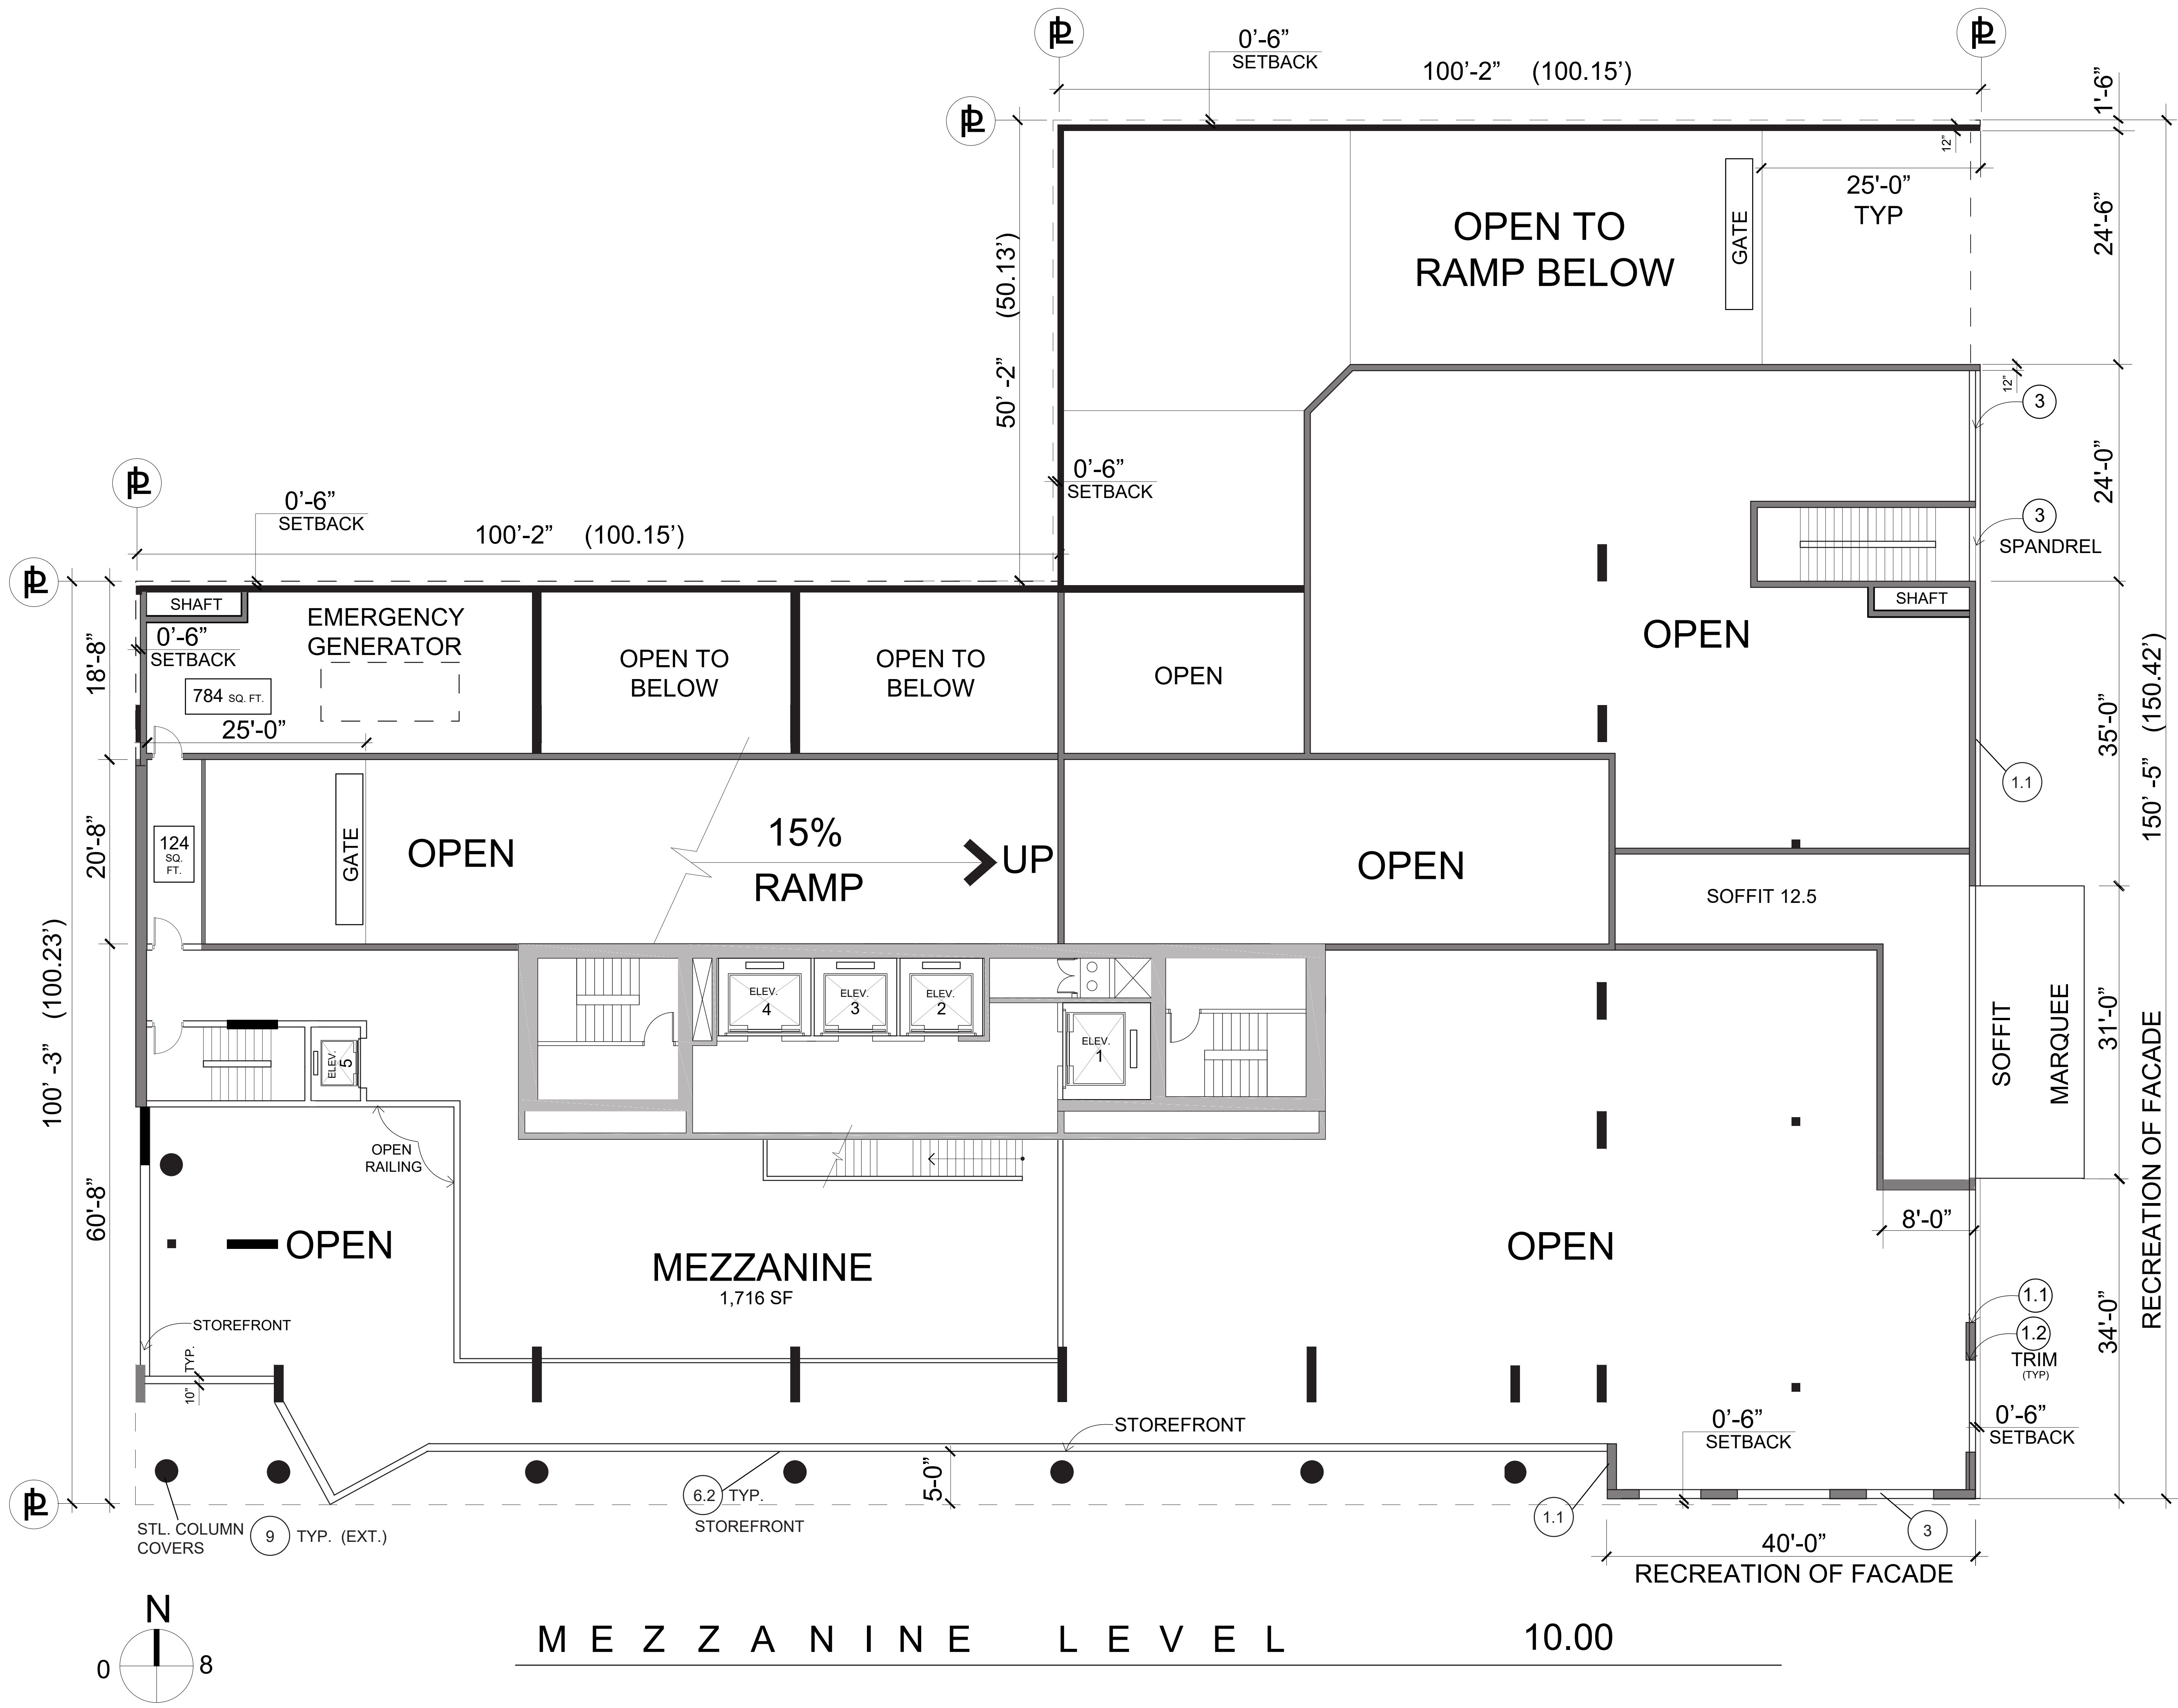 PL
PL
0’-6”
SETBACK
100’-2” (100.15’)
1'-6”
PL
12”
25'-0”
TYP
GATE
OPEN TO
RAMP BELOW
24'-6”
50’ -2” (50.13’)
12”
3
24'-0”
0’-6”
SETBACK
PL
0’-6”
SETBACK
100’-2” (100.15’)
3
SPANDREL
PL
SHAFT
EMERGENCY
GENERATOR
0’-6”
SETBACK
784 SQ. FT.
25'-0”
18'-8”
OPEN TO
BELOW
OPEN TO
BELOW
OPEN
OPEN
SHAFT
35'-0”
150’ -5” (150.42’)
1.1
20'-8”
124
SQ.
FT.
GATE
OPEN
15%
RAMP
UP
OPEN
SOFFIT 12.5
100’ -3” (100.23’)
ELEV.
4
ELEV.
3
ELEV.
2
ELEV.
1
ELEV.
5
SOFFIT
MARQUEE
31'-0”
RECREATION OF FACADE
OPEN
RAILING
60'-8”
OPEN
MEZZANINE
1,716 SF
OPEN
8'-0”
1.1
1.2
TRIM
(TYP)
34'-0”
STOREFRONT
TYP.
10”
STOREFRONT
0’-6”
SETBACK
0’-6”
SETBACK
5-0”
6.2 TYP.
STOREFRONT
PL
STL. COLUMN
COVERS
9 TYP. (EXT.)
1.1
3
40'-0”
RECREATION OF FACADE
N
0 8
MEZZANINE LEVEL 10.00